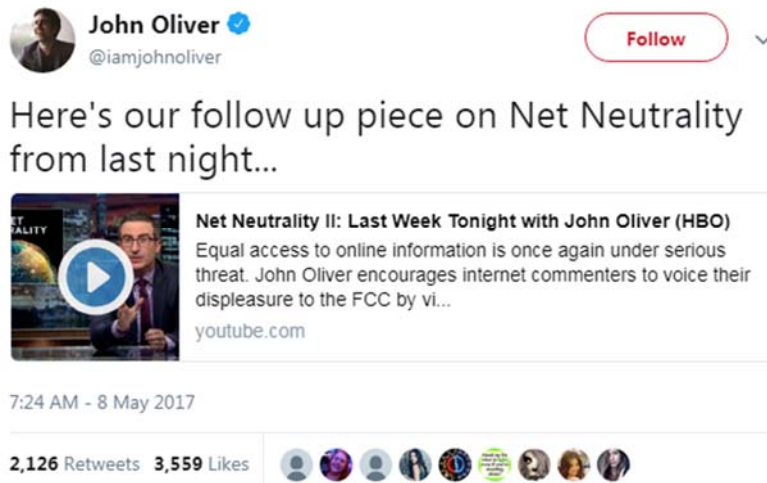 John Oliver
@iamjohnoliver
Follow
Here's our follow up piece on Net Neutrality
from last night...
ET
RALITY
Net Neutrality II: Last Week Tonight with John Oliver (HBO)
Equal access to online information is once again under serious
threat. John Oliver encourages internet commenters to voice their
displeasure to the FCC by vi...
youtube.com
7:24 AM - 8 May 2017
2,126 Retweets 3,559 Likes